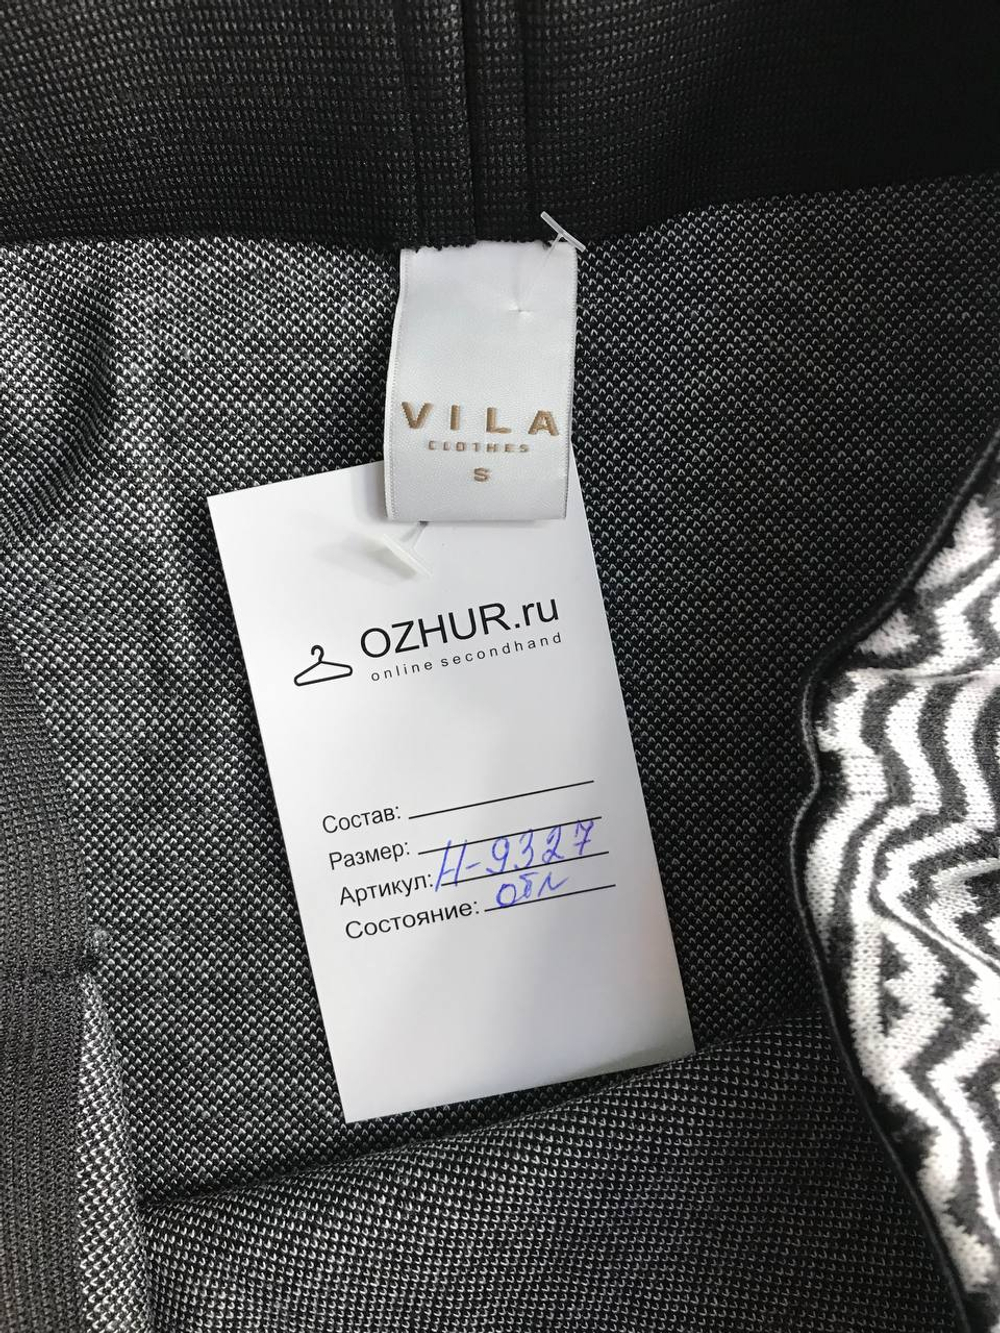 VILA
CLOTHES
S
OZHUR.ru
online secondhand
Состав:
Размер:
Артикул: Н-9327
Состояние: обл